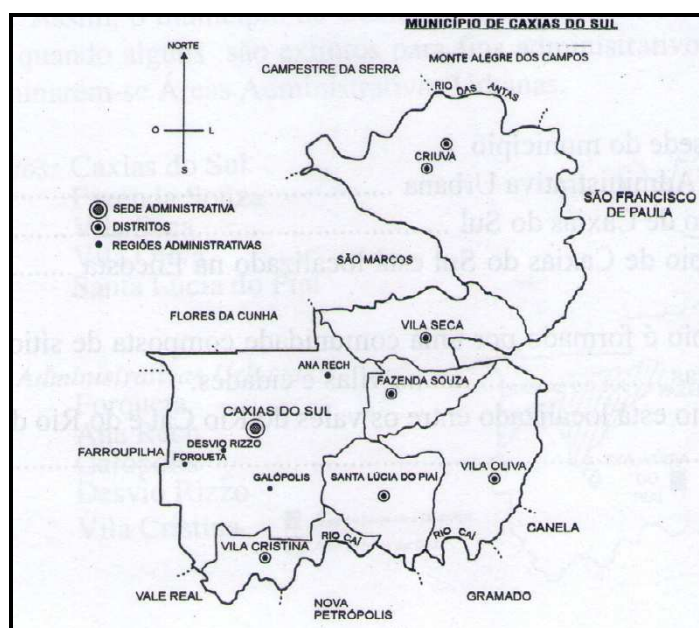 MUNICÍPIO DE CAXIAS DO SUL
NORTE
MONTE ALEGRE DOS CAMPOS
CAMPESTRE DA SERRA
RIO DAS ANTAS
O
L
S
CRIUVA
SEDE ADMINISTRATIVA
DISTRITOS
REGIÕES ADMINISTRATIVAS
SÃO FRANCISCO
DE PAULA
SÃO MARCOS
FLORES DA CUNHA
VILA SECA
ANA RECH
FAZENDA SOUZA
CAXIAS DO SUL
DESVIO RIZZO
FARROUPILHA
FORQUETA
GALÓPOLIS
SANTA LÚCIA DO PIAÍ
VILA OLIVA
CANELA
VILA CRISTINA
RIO CAÍ
RIO CAÍ
VALE REAL
GRAMADO
NOVA
PETRÓPOLIS